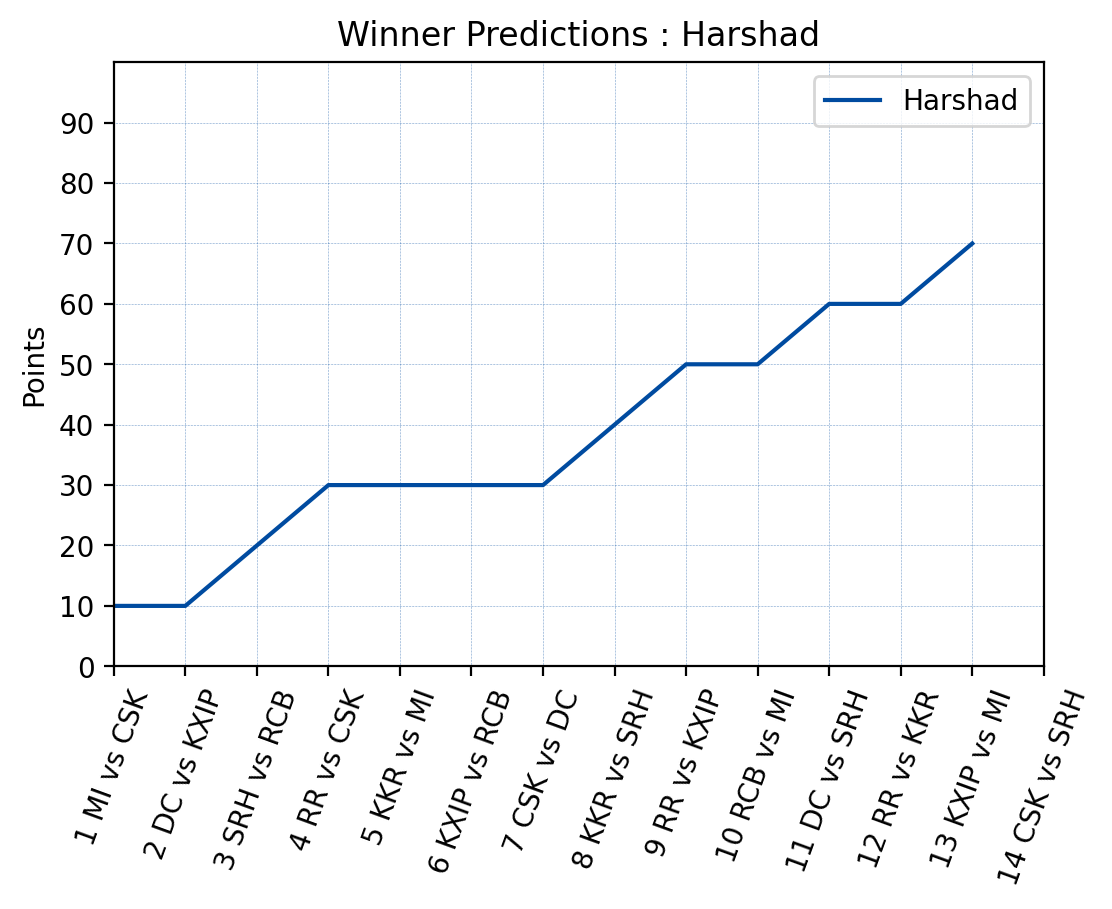 Winner Predictions : Harshad
Harshad
Points
90
80
70
60
50
40
30
20
10
0
1 MI vs CSK
2 DC vs KXIP
3 SRH vs RCB
4 RR vs CSK
5 KKR vs MI
6 KXIP vs RCB
7 CSK vs DC
8 KKR vs SRH
9 RR vs KXIP
10 RCB vs MI
11 DC vs SRH
12 RR vs KKR
13 KXIP vs MI
14 CSK vs SRH